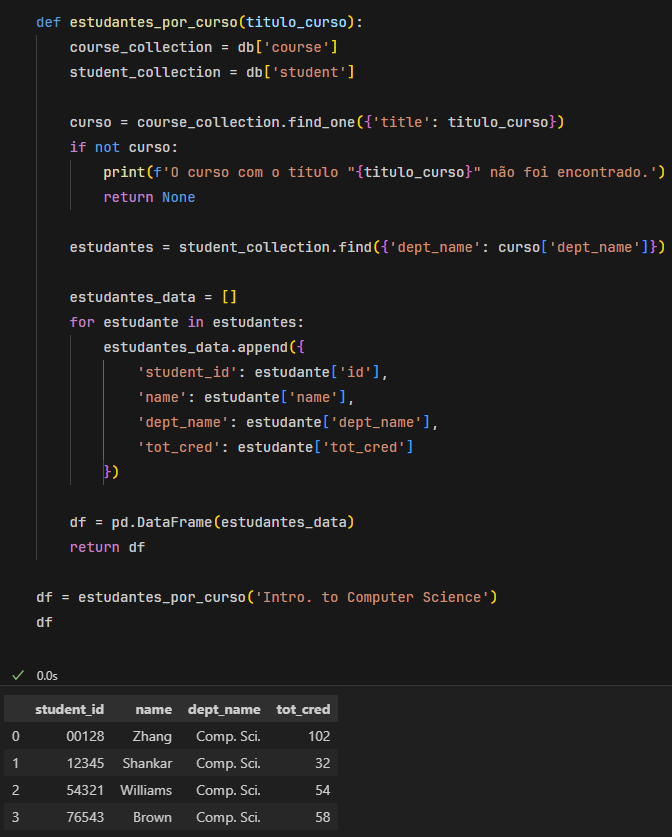 def estudantes_por_curso(titulo_curso):
    course_collection = db['course']
    student_collection = db['student']

    curso = course_collection.find_one({'title': titulo_curso})
    if not curso:
        print(f'O curso com o título "{titulo_curso}" não foi encontrado.')
        return None

    estudantes = student_collection.find({'dept_name': curso['dept_name']})

    estudantes_data = []
    for estudante in estudantes:
        estudantes_data.append({
            'student_id': estudante['id'],
            'name': estudante['name'],
            'dept_name': estudante['dept_name'],
            'tot_cred': estudante['tot_cred']
        })

    df = pd.DataFrame(estudantes_data)
    return df

df = estudantes_por_curso('Intro. to Computer Science')
df
0.0s
student_id name dept_name tot_cred
0 00128 Zhang Comp. Sci. 102
1 12345 Shankar Comp. Sci. 32
2 54321 Williams Comp. Sci. 54
3 76543 Brown Comp. Sci. 58